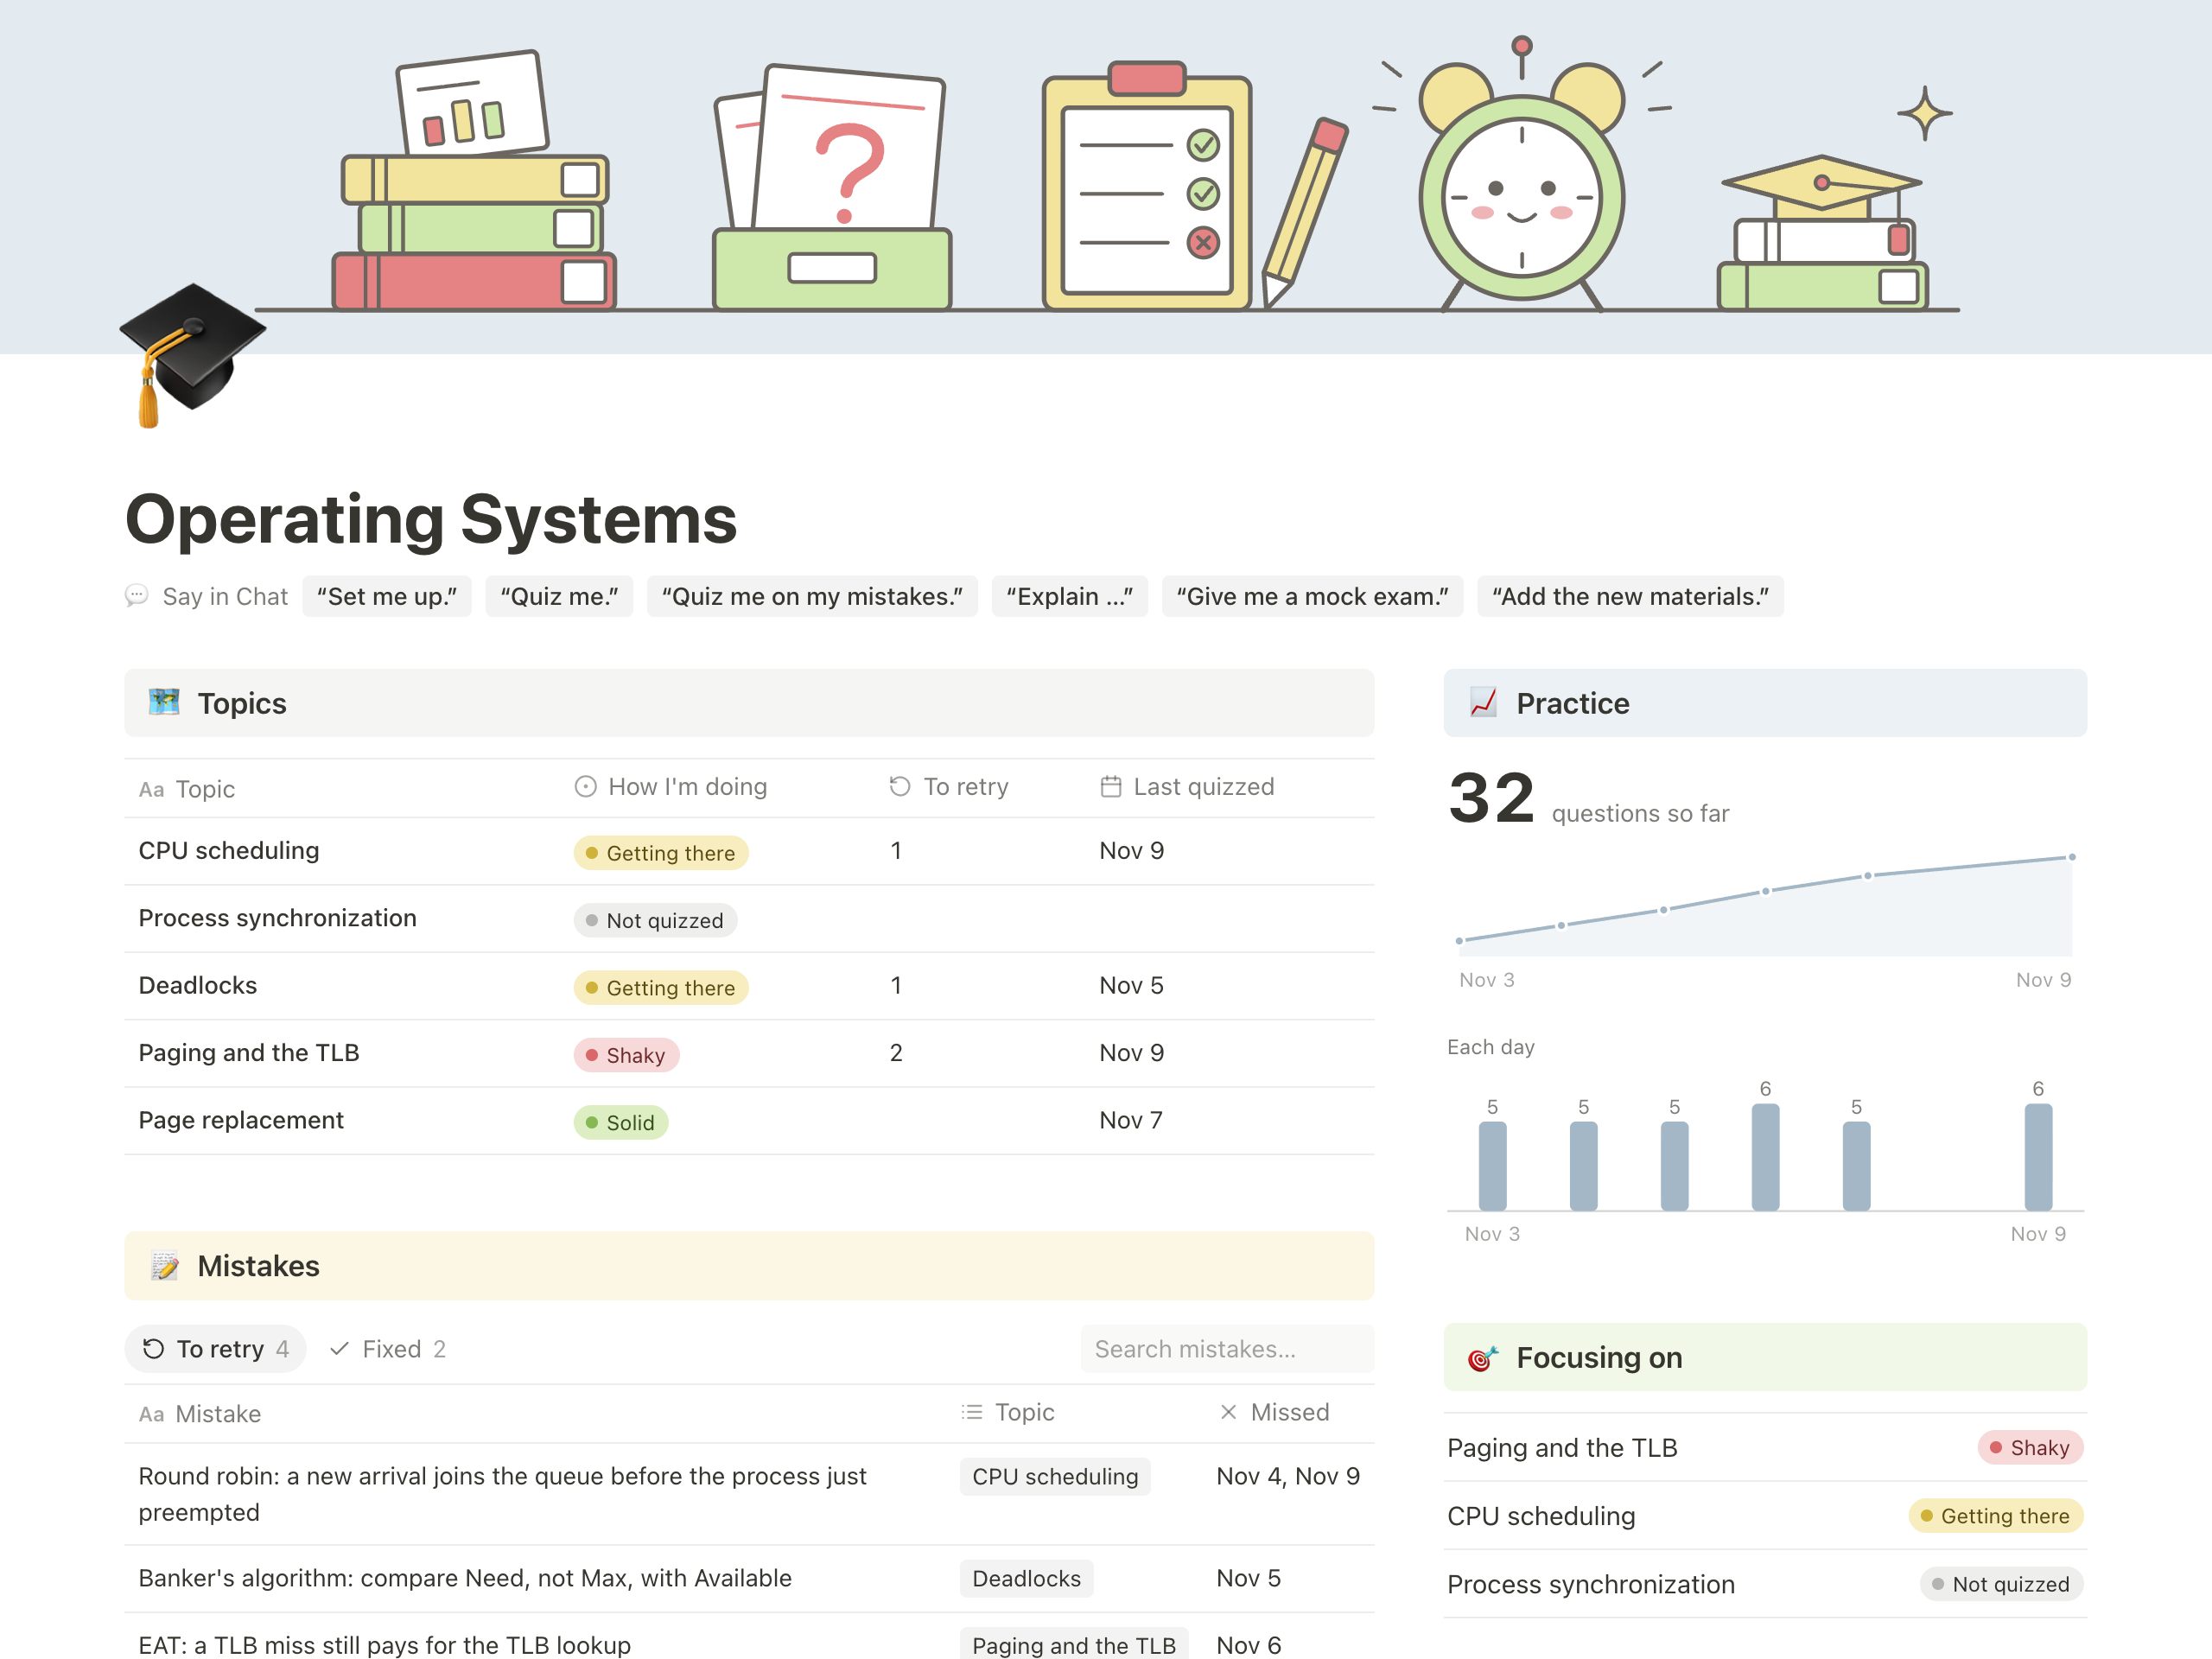 ?
Operating Systems
Say in Chat “Set me up.” “Quiz me.” “Quiz me on my mistakes.” “Explain ...” “Give me a mock exam.” “Add the new materials.”
Topics
Aa Topic How I'm doing To retry Last quizzed
CPU scheduling Getting there 1 Nov 9
Process synchronization Not quizzed
Deadlocks Getting there 1 Nov 5
Paging and the TLB Shaky 2 Nov 9
Page replacement Solid Nov 7
Mistakes
To retry 4 Fixed 2 Search mistakes...
Aa Mistake Topic Missed
Round robin: a new arrival joins the queue before the process just
preempted
CPU scheduling Nov 4, Nov 9
Banker's algorithm: compare Need, not Max, with Available Deadlocks Nov 5
EAT: a TLB miss still pays for the TLB lookup Paging and the TLB Nov 6
Practice
32 questions so far
Nov 3 Nov 9
Each day
5 5 5 6 5 6
Nov 3 Nov 9
Focusing on
Paging and the TLB Shaky
CPU scheduling Getting there
Process synchronization Not quizzed